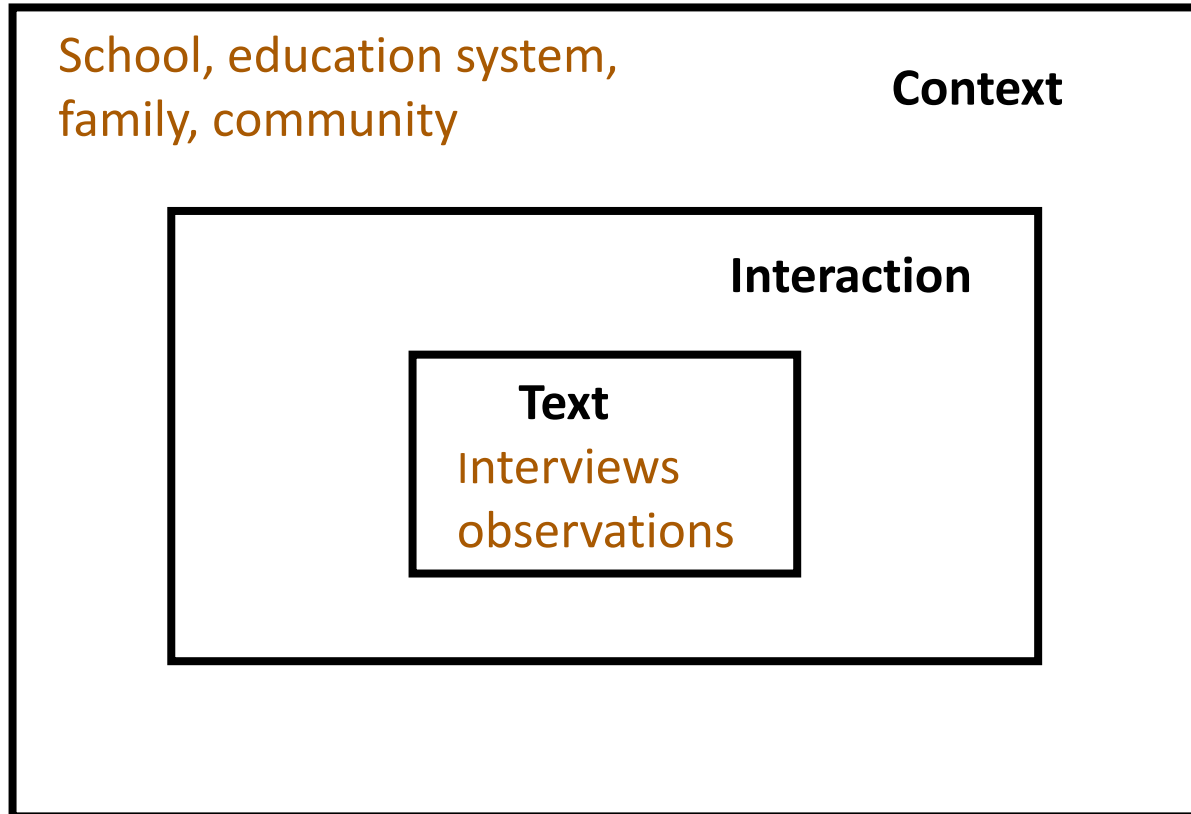 School, education system,
family, community
Context
Interaction
Text
Interviews
observations